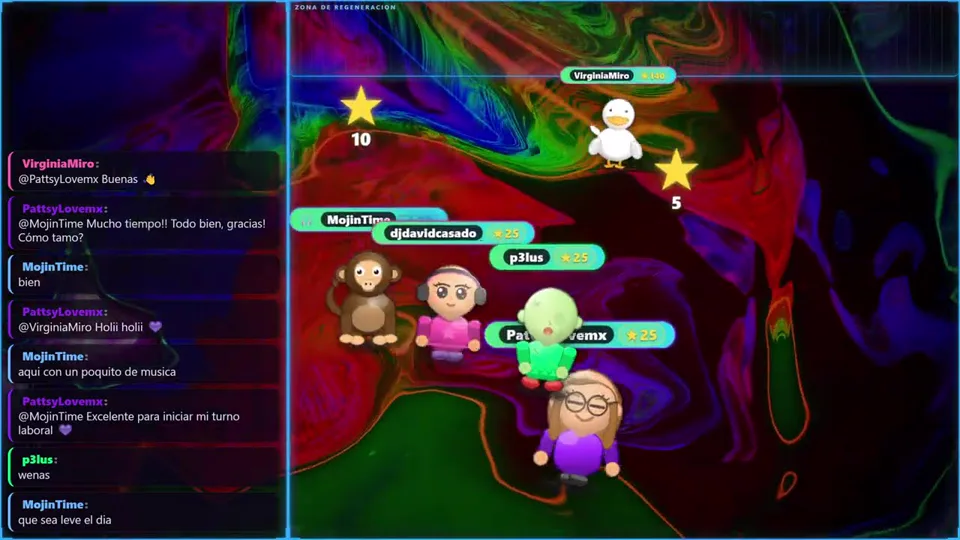 ZONA DE REGENERACION
VirginiaMiro:
@PattsyLovemx Buenas 👋
PattsyLovemx:
@MojinTime Mucho tiempo!! Todo bien, gracias!
Cómo tamo?
MojinTime:
bien
PattsyLovemx:
@VirginiaMiro Holii holii 💜
MojinTime:
aqui con un poquito de musica
PattsyLovemx:
@MojinTime Excelente para iniciar mi turno
laboral 💜
p3lus:
wenas
MojinTime:
que sea leve el dia
VirginiaMiro
10
5
MojinTime
djdavidcasado ★25
p3lus ★25
★25